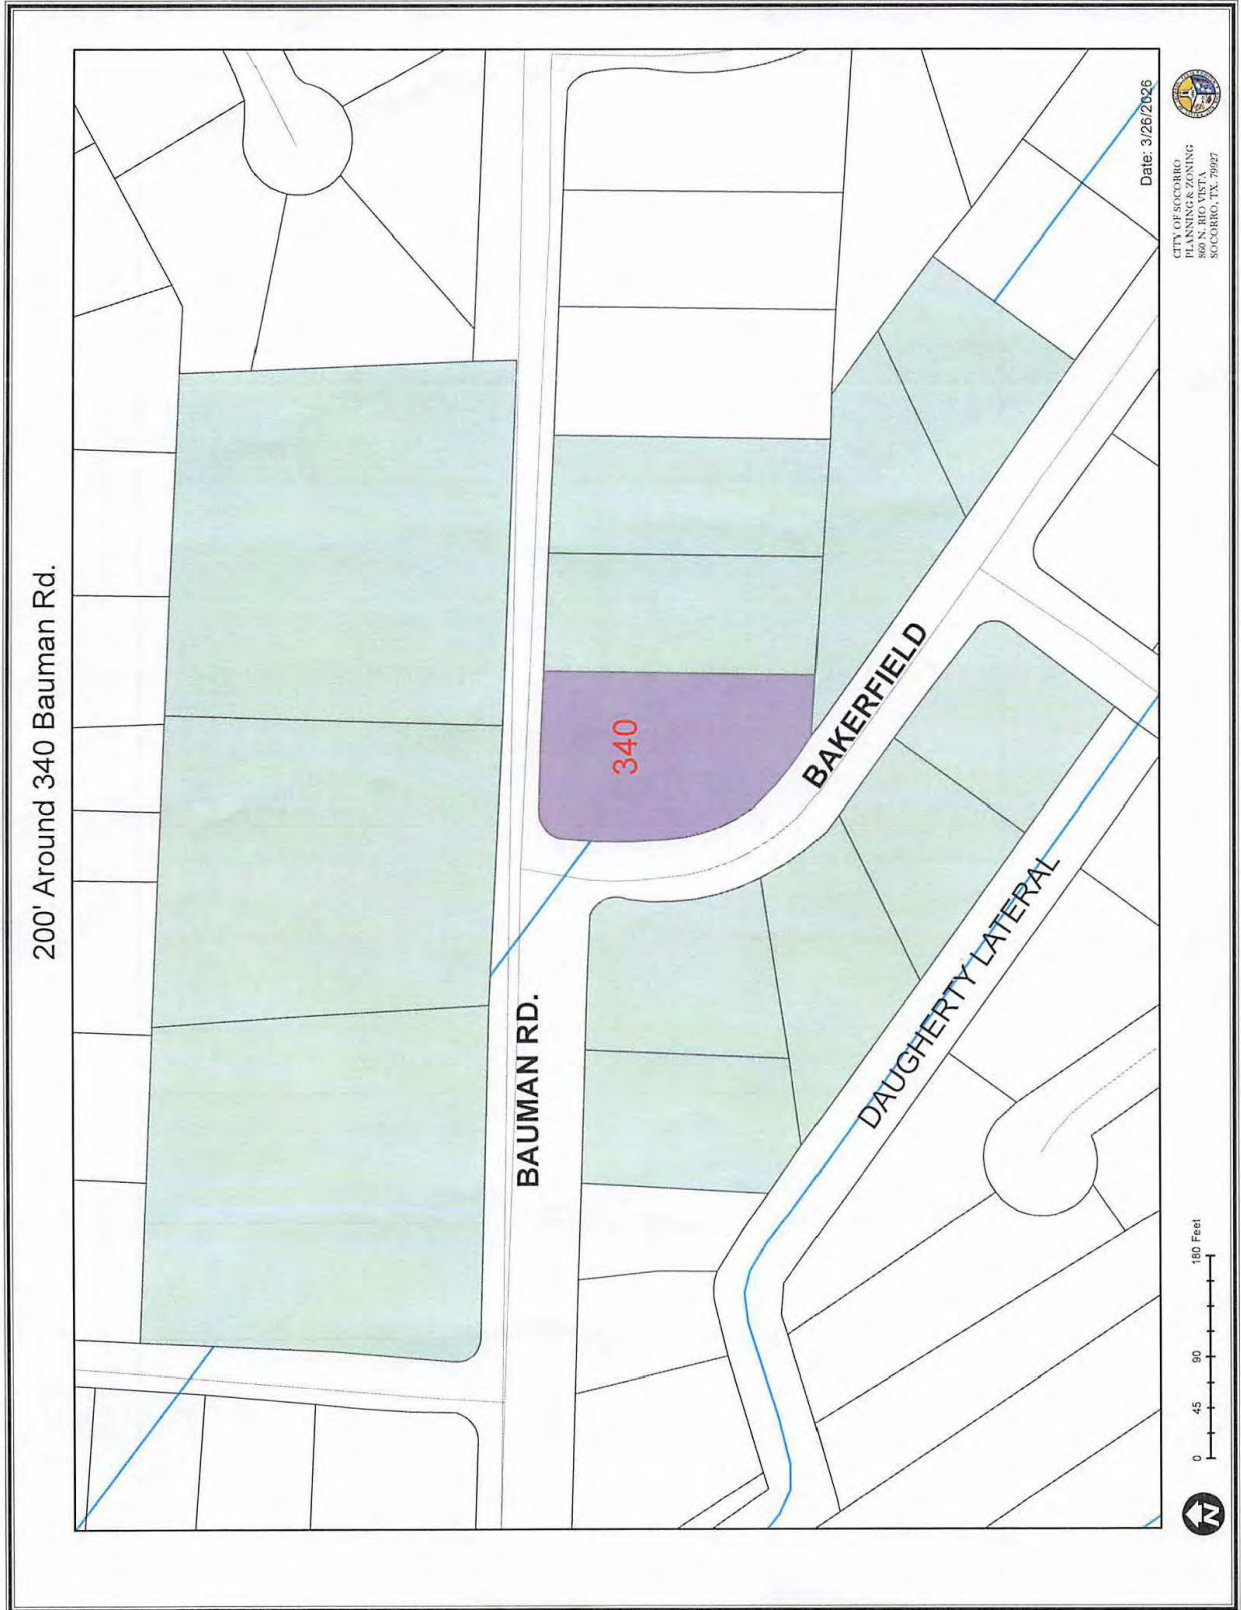 200' Around 340 Bauman Rd.
340
BAKERFIELD
BAUMAN RD.
DAUGHERTY LATERAL
Date: 3/26/2026
N
0 45 90 180 Feet
CITY OF SOCORRO
PLANNING & ZONING
860 N. RIO VISTA
SOCORRO, TX. 79927